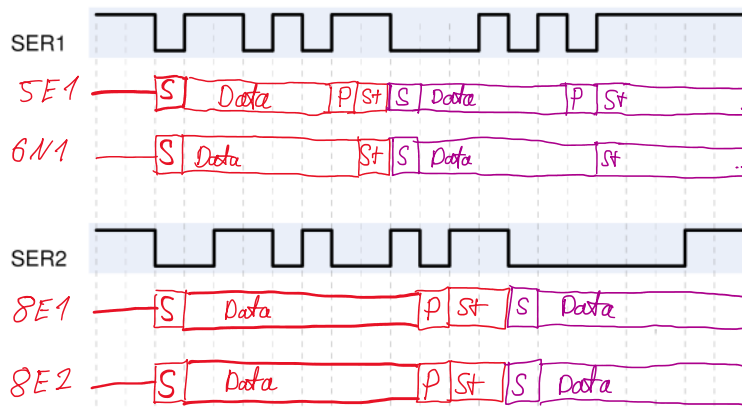 SER1
5E1 S Data P St S Data P St
6N1 S Data St S Data St
SER2
8E1 S Data P St S Data
8E2 S Data P St S Data